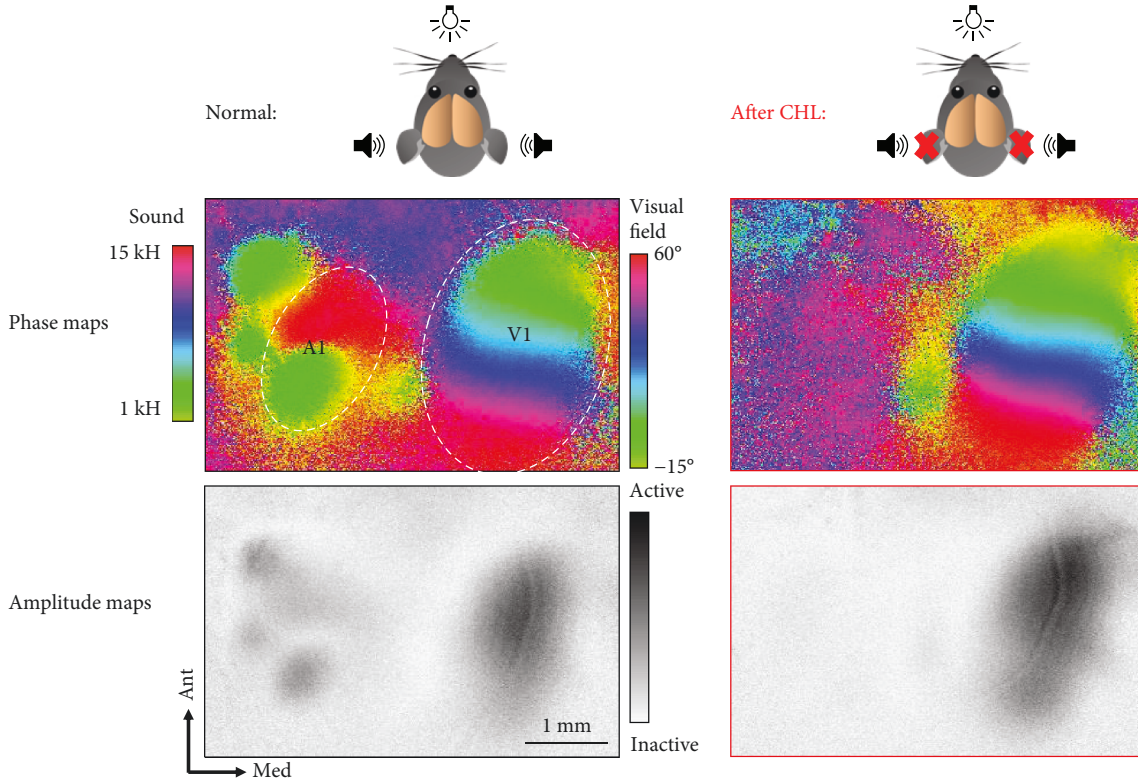 Normal:
After CHL:
Sound
15 kH
1 kH
Phase maps
A1
V1
Visual
field
60°
−15°
Active
Inactive
Amplitude maps
Ant
Med
1 mm